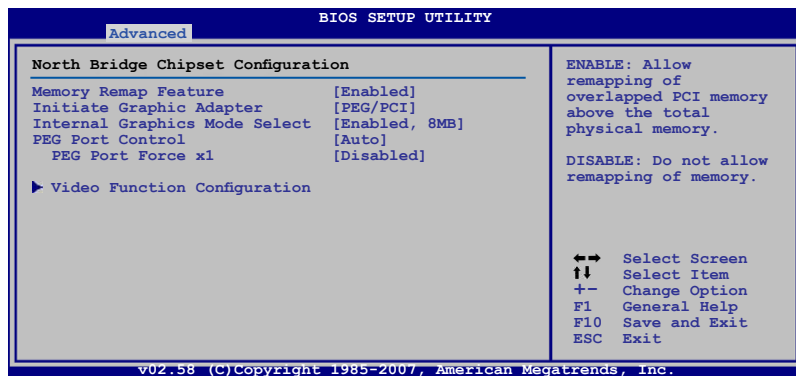 BIOS SETUP UTILITY
Advanced
North Bridge Chipset Configuration
Memory Remap Feature [Enabled]
Initiate Graphic Adapter [PEG/PCI]
Internal Graphics Mode Select [Enabled, 8MB]
PEG Port Control [Auto]
PEG Port Force x1 [Disabled]
Video Function Configuration
ENABLE: Allow
remapping of
overlapped PCI memory
above the total
physical memory.
DISABLE: Do not allow
remapping of memory.
←→ Select Screen
↑↓ Select Item
+- Change Option
F1 General Help
F10 Save and Exit
ESC Exit
v02.58 (C)Copyright 1985-2007, American Megatrends, Inc.